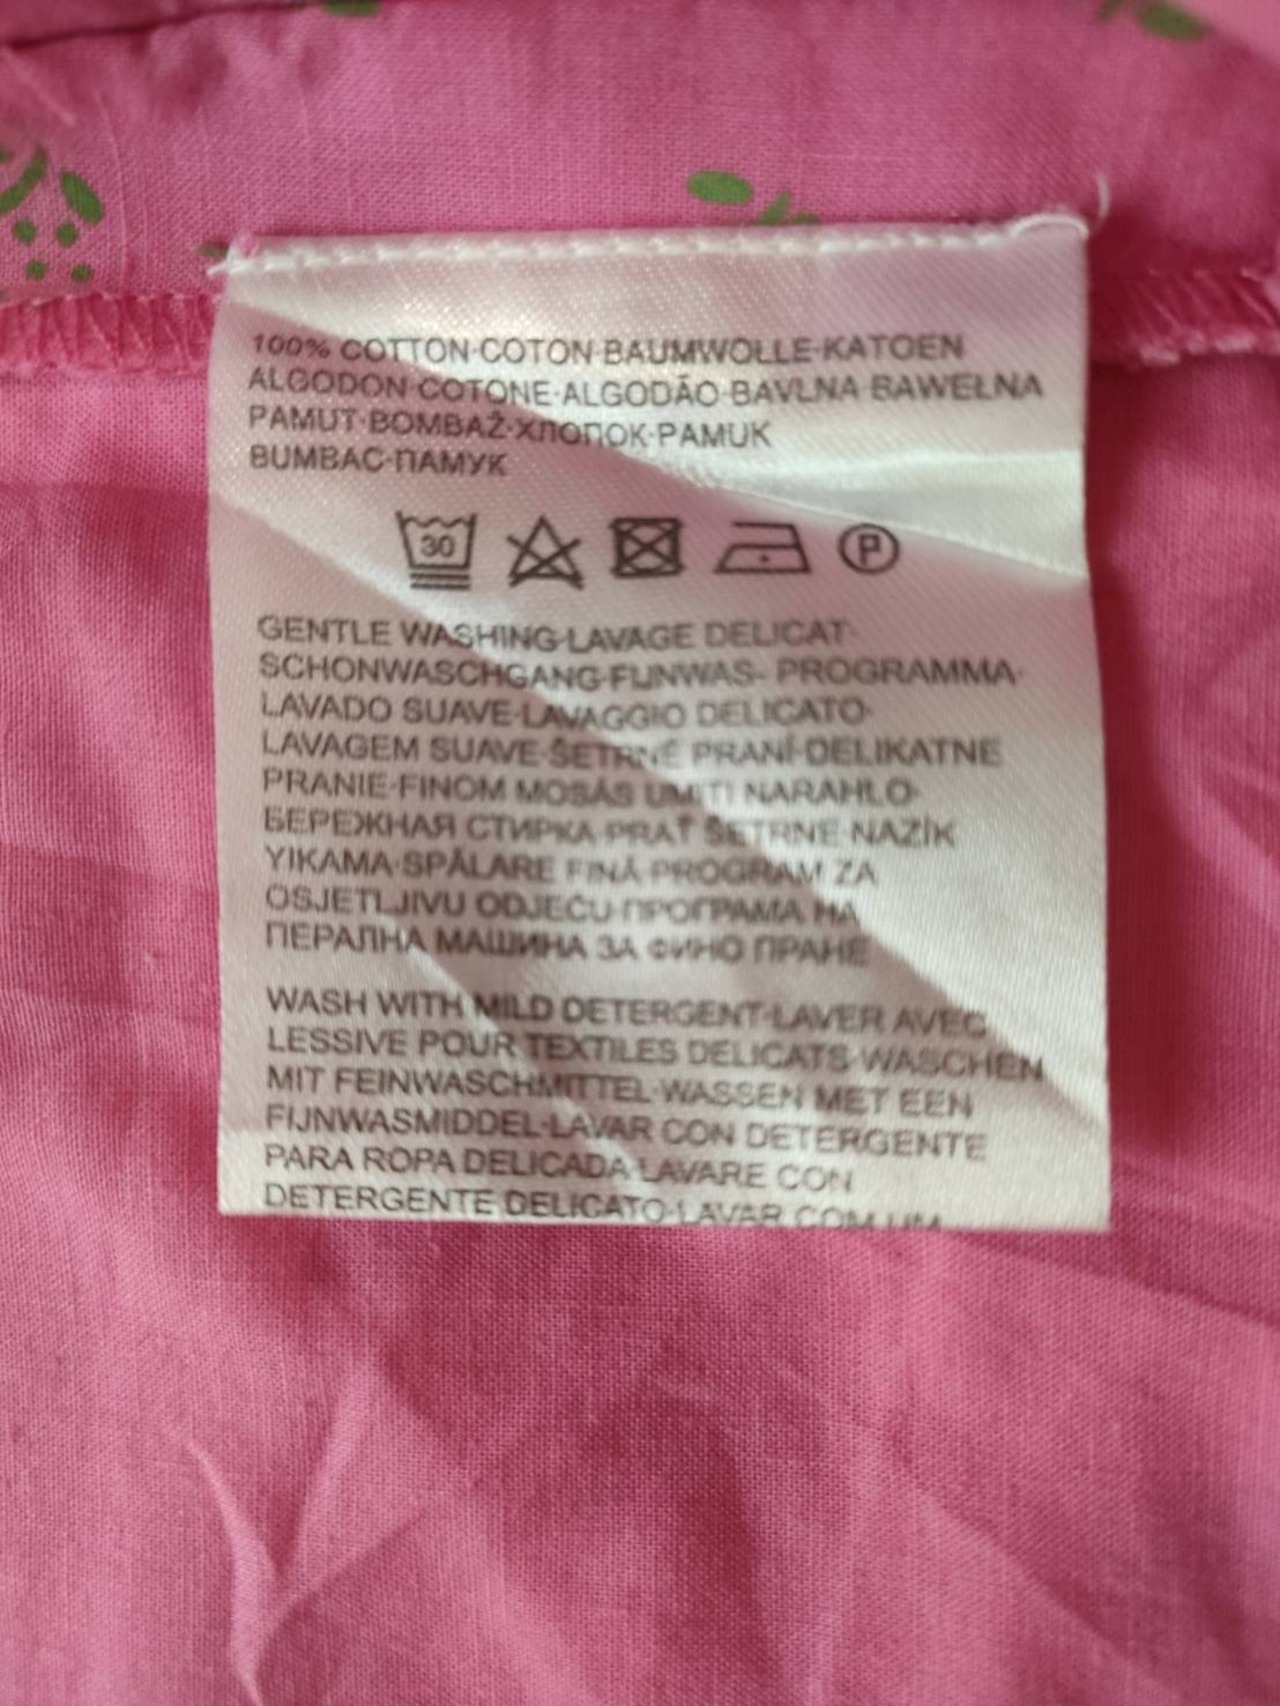 100% COTTON·COTON·BAUMWOLLE·KATOEN
ALGODON·COTONE·ALGODÃO·BAVLNA·BAWEŁNA
PAMUT·BOMBAŽ·ХЛОПОК·PAMUK
BUMBAC·ПАМУК
30
P
GENTLE WASHING·LAVAGE DELICAT·
SCHONWASCHGANG·FIJNWAS- PROGRAMMA·
LAVADO SUAVE·LAVAGGIO DELICATO·
LAVAGEM SUAVE·ŠETRNÉ PRANÍ·DELIKATNE
PRANIE·FINOM MOSÁS UMITI NARAHLO·
БЕРЕЖНАЯ СТИРКА·PRAŤ ŠETRNE·NAZİK
YIKAMA·SPĂLARE FINĂ·PROGRAM ZA
OSJETLJIVU ODJEĆU·ПРОГРАМА НА
ПЕРАЛНА МАШИНА ЗА ФИНО ПРАНЕ
WASH WITH MILD DETERGENT·LAVER AVEC
LESSIVE POUR TEXTILES DELICATS·WASCHEN
MIT FEINWASCHMITTEL·WASSEN MET EEN
FIJNWASMIDDEL·LAVAR CON DETERGENTE
PARA ROPA DELICADA·LAVARE CON
DETERGENTE DELICATO·LAVAR COM UM